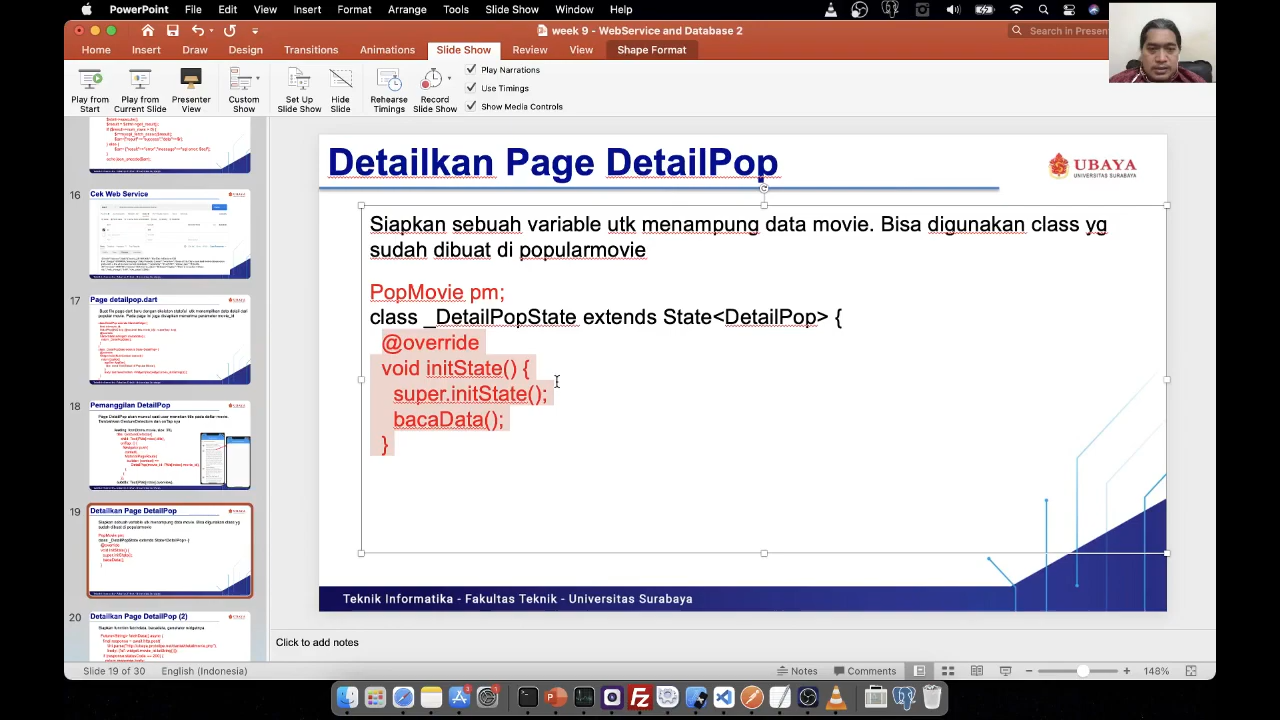 PowerPoint File Edit View Insert Format Arrange Tools Slide Show Window Help
week 9 - WebService and Database 2
Search in Presen
Home Insert Draw Design Transitions Animations Slide Show Review View Shape Format
Play from Start
Play from Current Slide
Presenter View
Custom Show
Set Up Slide Show
Hide Slide
Rehearse Timings
Record Slide Show
Play Narrations
Use Timings
Show Media Controls
16
Cek Web Service
17
Page detailpop.dart
18
Pemanggilan DetailPop
19
Detailkan Page DetailPop
20
Detailkan Page DetailPop (2)
Detailkan Page DetailPop
UBAYA
UNIVERSITAS SURABAYA
Siapkan sebuah variable utk menampung data movie. Bisa digunakan class yg
sudah dibuat di popularmovie
PopMovie pm;
class _DetailPopState extends State<DetailPop> {
@override
void initState() {
super.initState();
bacaData();
}
Teknik Informatika - Fakultas Teknik - Universitas Surabaya
Click to add notes
Slide 19 of 30 English (Indonesia) Notes Comments 148%